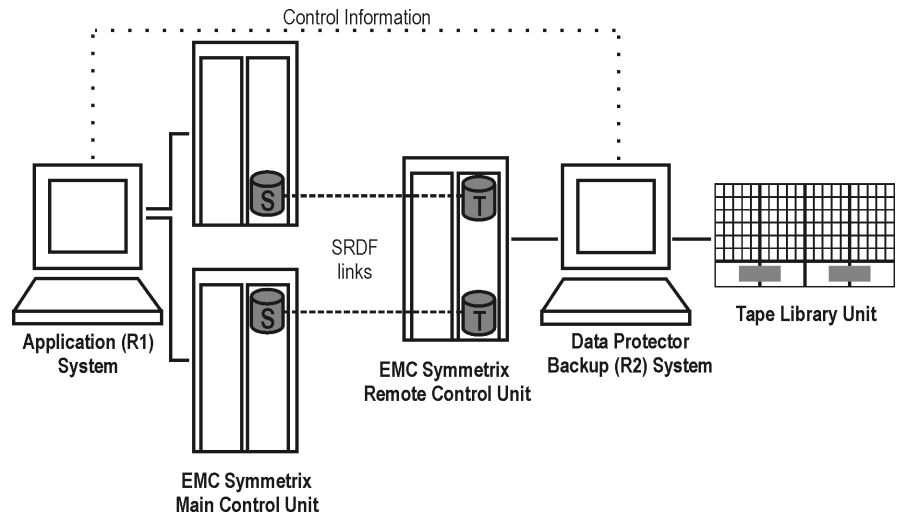 Control Information
S
T
SRDF
links
S
T
Application (R1)
System
EMC Symmetrix
Main Control Unit
EMC Symmetrix
Remote Control Unit
Data Protector
Backup (R2) System
Tape Library Unit